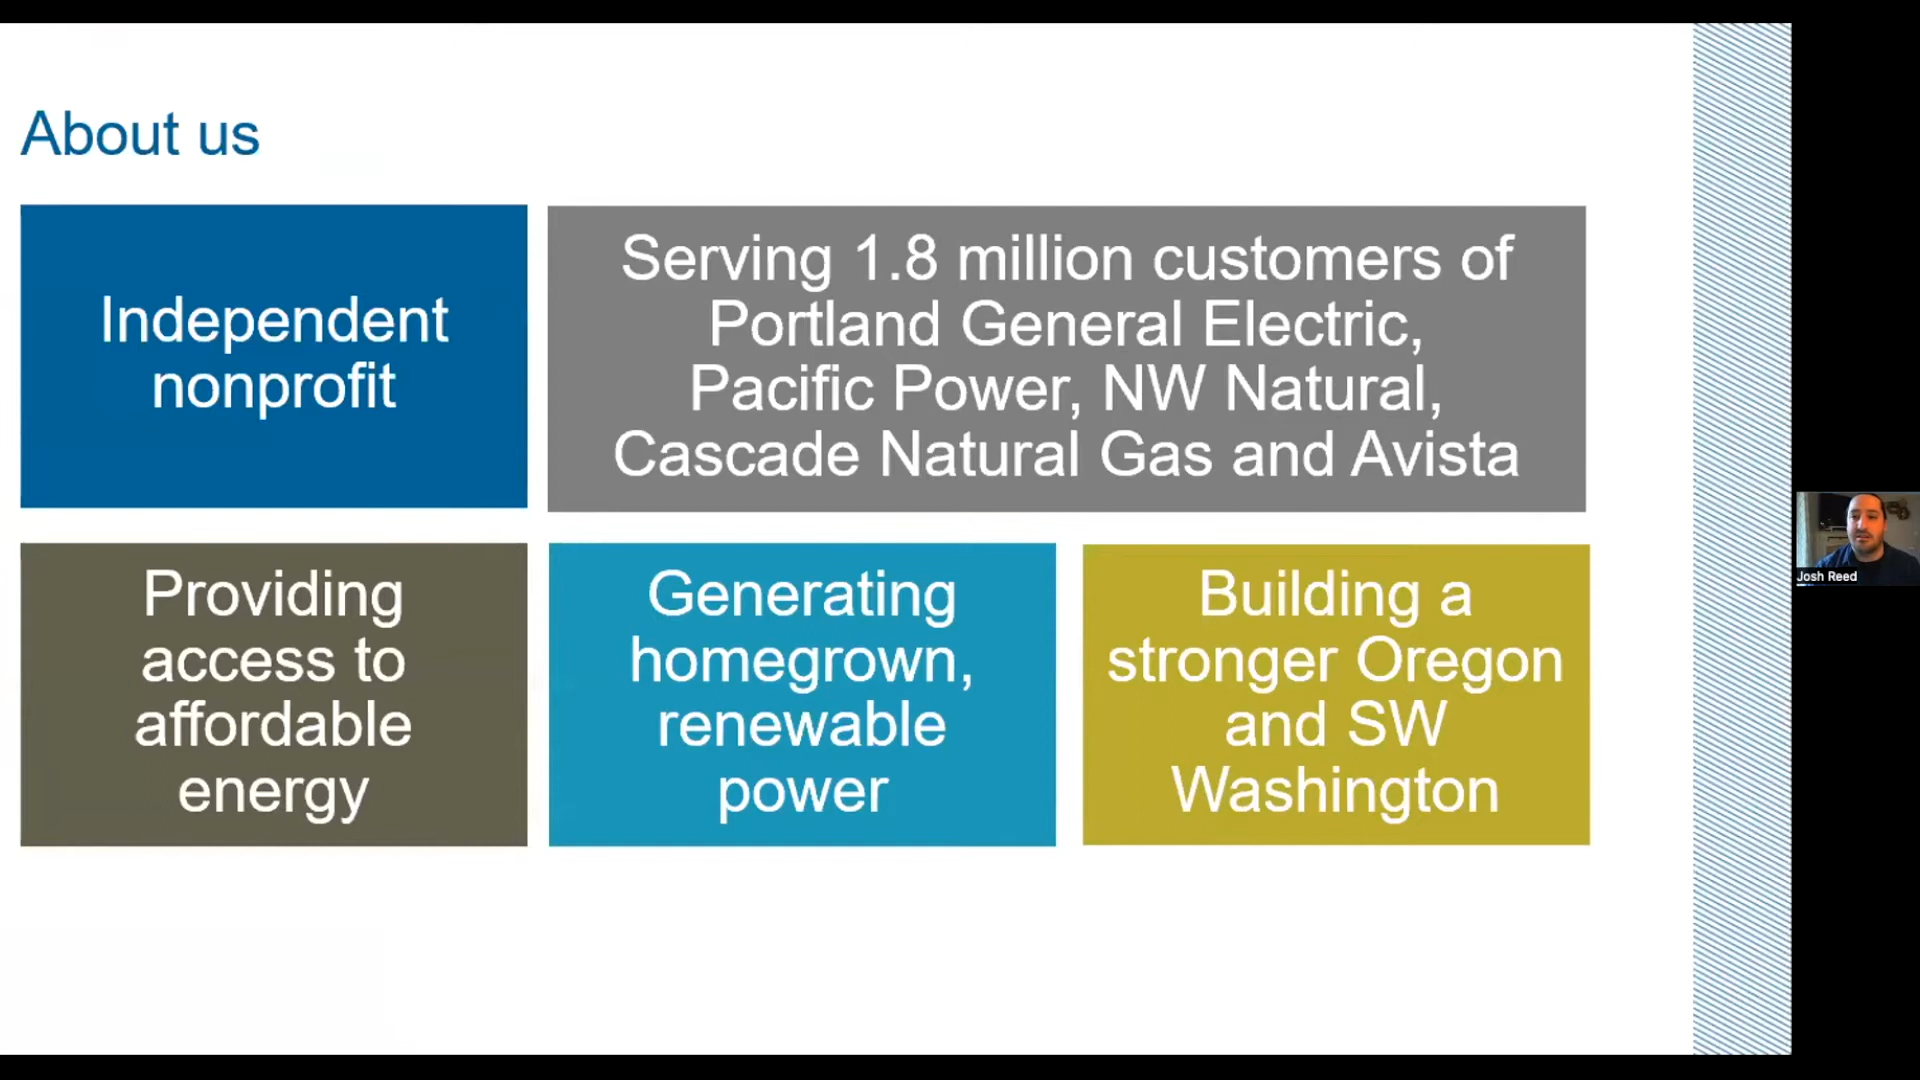 About us
Independent
nonprofit
Serving 1.8 million customers of
Portland General Electric,
Pacific Power, NW Natural,
Cascade Natural Gas and Avista
Providing
access to
affordable
energy
Generating
homegrown,
renewable
power
Building a
stronger Oregon
and SW
Washington
Josh Reed